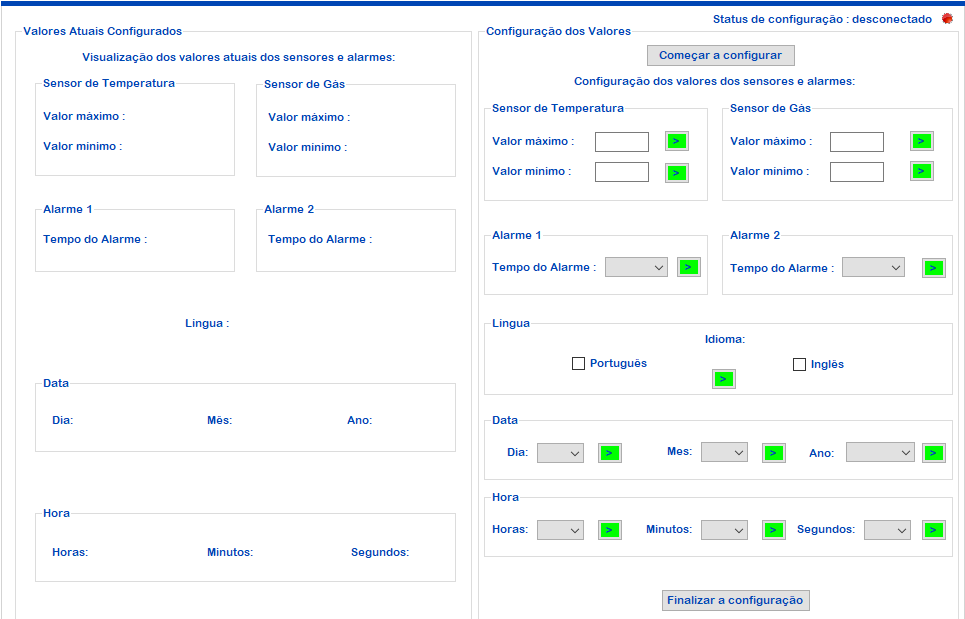 Status de configuração : desconectado
Valores Atuais Configurados
Visualização dos valores atuais dos sensores e alarmes:
Sensor de Temperatura
Valor máximo :
Valor minimo :
Sensor de Gás
Valor máximo :
Valor minimo :
Alarme 1
Tempo do Alarme :
Alarme 2
Tempo do Alarme :
Lingua :
Data
Dia:
Mês:
Ano:
Hora
Horas:
Minutos:
Segundos:
Configuração dos Valores
Começar a configurar
Configuração dos valores dos sensores e alarmes:
Sensor de Temperatura
Valor máximo : >
Valor minimo : >
Sensor de Gás
Valor máximo : >
Valor minimo : >
Alarme 1
Tempo do Alarme : >
Alarme 2
Tempo do Alarme : >
Lingua
Idioma:
Português
Inglês
>
Data
Dia: >
Mes: >
Ano: >
Hora
Horas: >
Minutos: >
Segundos: >
Finalizar a configuração